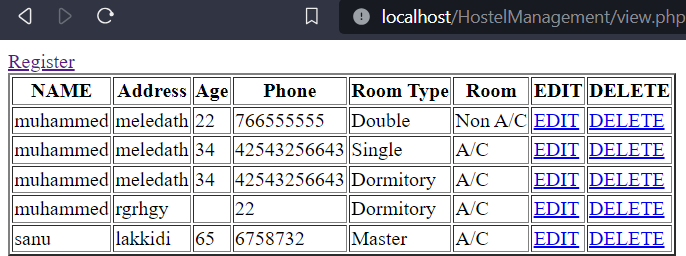 localhost/HostelManagement/view.php
Register
NAME Address Age Phone Room Type Room EDIT DELETE
muhammed meledath 22 766555555 Double Non A/C EDIT DELETE
muhammed meledath 34 42543256643 Single A/C EDIT DELETE
muhammed meledath 34 42543256643 Dormitory A/C EDIT DELETE
muhammed rgrhgy 22 Dormitory A/C EDIT DELETE
sanu lakkidi 65 6758732 Master A/C EDIT DELETE